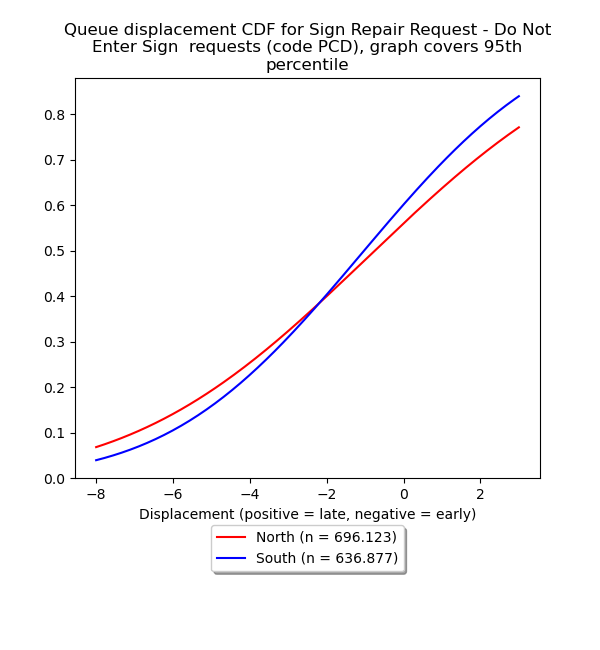 Queue displacement CDF for Sign Repair Request - Do Not
Enter Sign  requests (code PCD), graph covers 95th
percentile
0.8
0.7
0.6
0.5
0.4
0.3
0.2
0.1
0.0
−8 −6 −4 −2 0 2
Displacement (positive = late, negative = early)
North (n = 696.123)
South (n = 636.877)